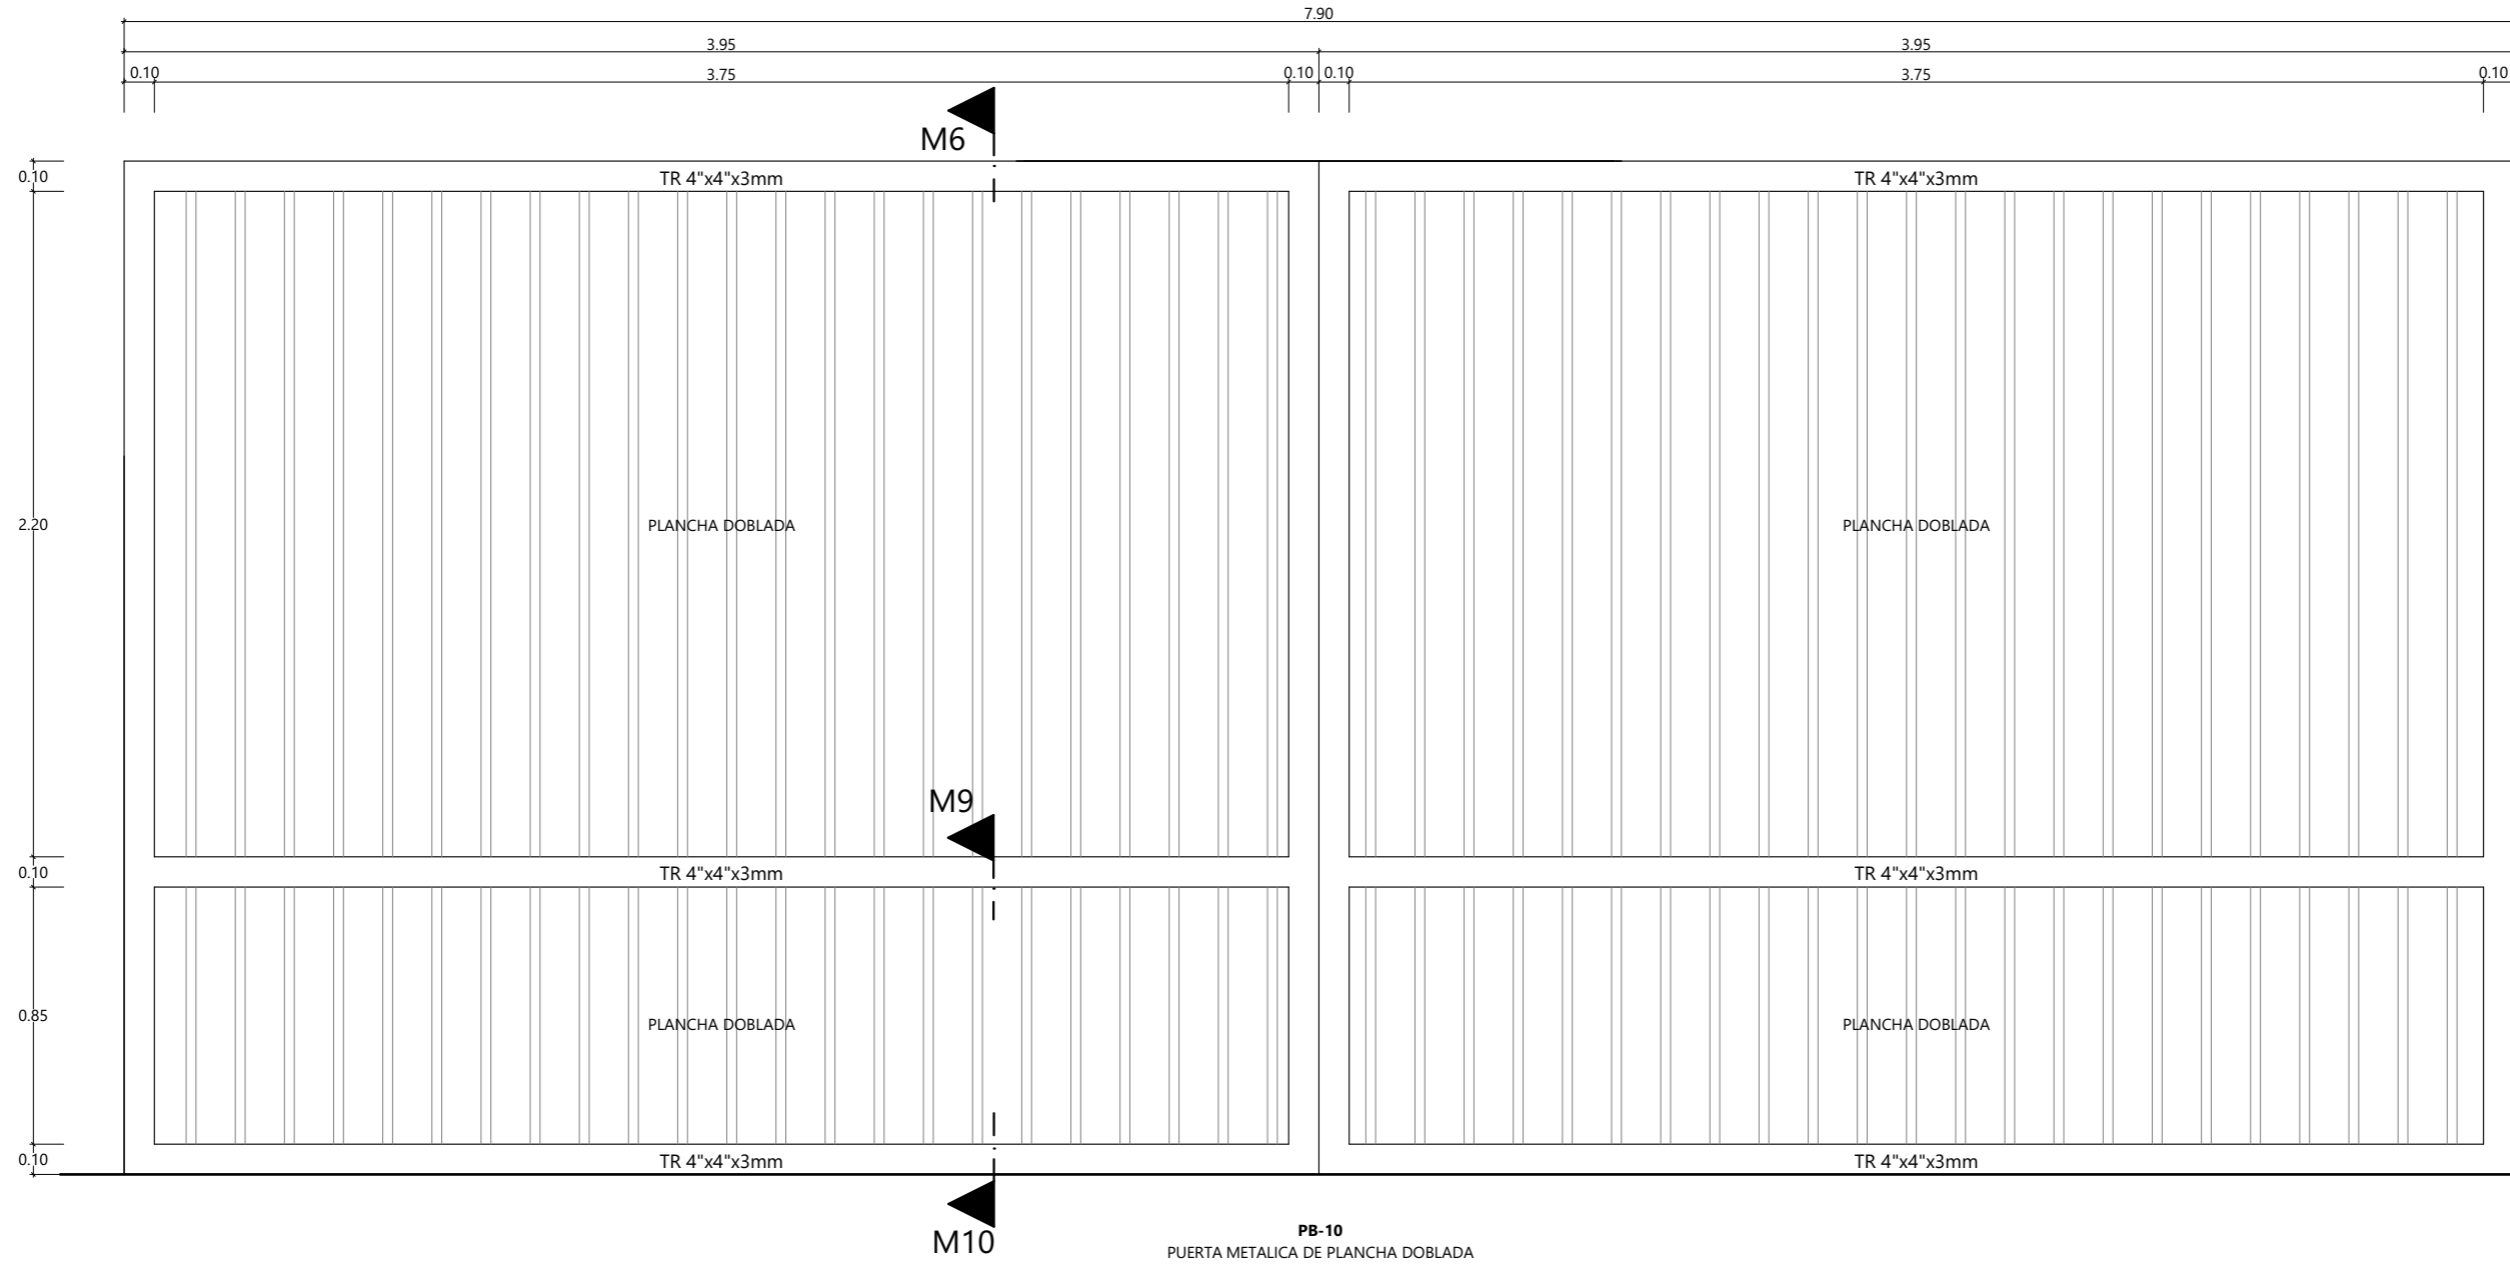 7.90
3.95 3.95
0.10 3.75 0.10 0.10 3.75 0.10
M6
0.10
TR 4"x4"x3mm TR 4"x4"x3mm
2.20
PLANCHA DOBLADA PLANCHA DOBLADA
M9
0.10
TR 4"x4"x3mm TR 4"x4"x3mm
0.85
PLANCHA DOBLADA PLANCHA DOBLADA
0.10
TR 4"x4"x3mm TR 4"x4"x3mm
M10
PB-10
PUERTA METALICA DE PLANCHA DOBLADA